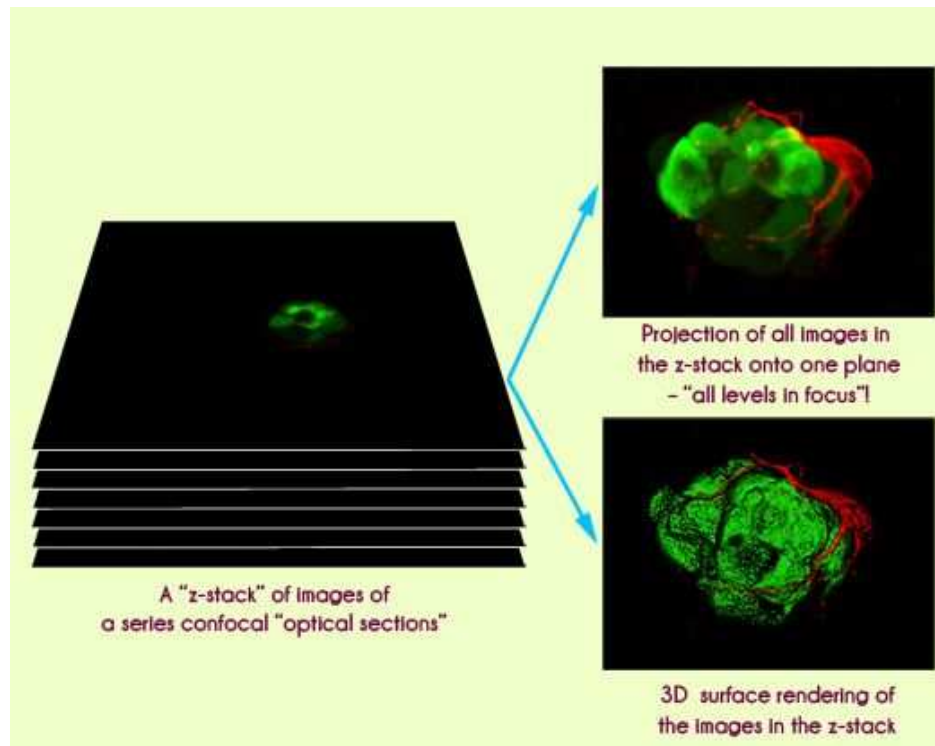 Projection of all images in
the z-stack onto one plane
- "all levels in focus"!
A "z-stack" of images of
a series confocal "optical sections"
3D surface rendering of
the images in the z-stack